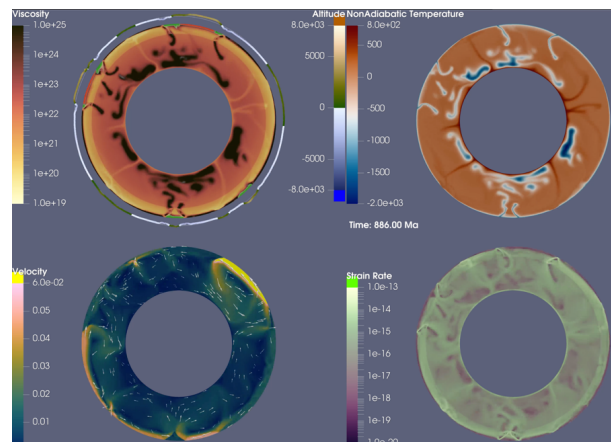 Viscosity
1.0e+25
1e+24
1e+23
1e+22
1e+21
1e+20
1.0e+19
Altitude
8.0e+03
5000
0
-5000
-8.0e+03
NonAdiabatic Temperature
8.0e+02
500
0
-500
-1000
-1500
-2.0e+03
Time: 886.00 Ma
Velocity
6.0e-02
0.05
0.04
0.03
0.02
0.01
Strain Rate
1.0e-13
1e-14
1e-15
1e-16
1e-17
1e-18
1e-19
1.0e-20